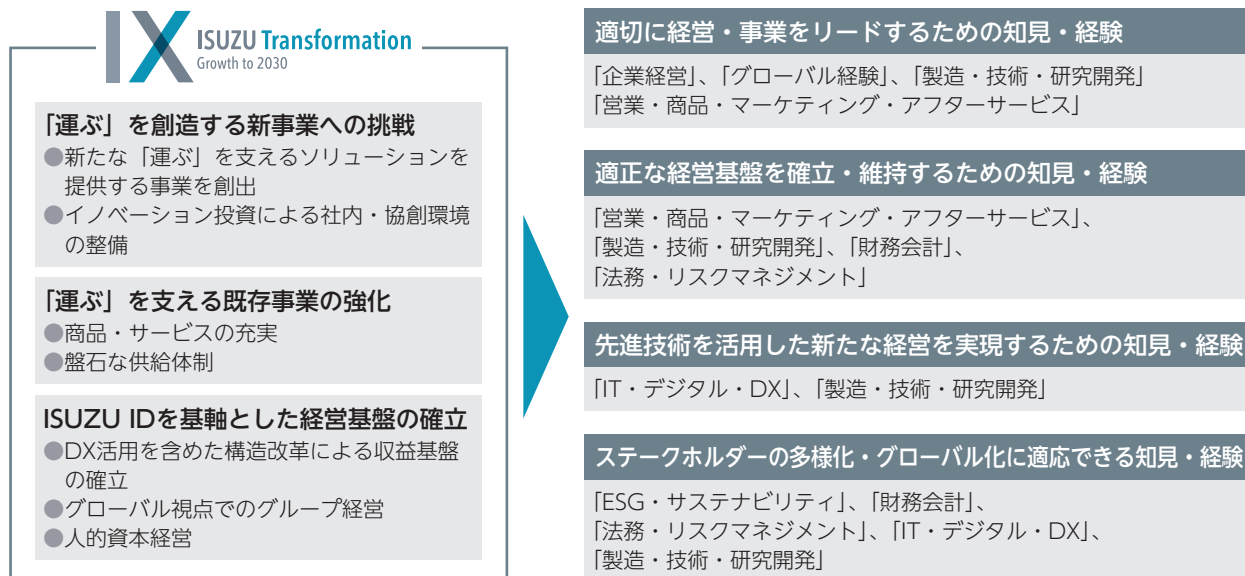 IX ISUZU Transformation
Growth to 2030
「運ぶ」を創造する新事業への挑戦
●新たな「運ぶ」を支えるソリューションを
提供する事業を創出
●イノベーション投資による社内・協創環境
の整備
「運ぶ」を支える既存事業の強化
●商品・サービスの充実
●盤石な供給体制
ISUZU IDを基軸とした経営基盤の確立
●DX活用を含めた構造改革による収益基盤
の確立
●グローバル視点でのグループ経営
●人的資本経営
適切に経営・事業をリードするための知見・経験
「企業経営」、「グローバル経験」、「製造・技術・研究開発」
「営業・商品・マーケティング・アフターサービス」
適正な経営基盤を確立・維持するための知見・経験
「営業・商品・マーケティング・アフターサービス」、
「製造・技術・研究開発」、「財務会計」、
「法務・リスクマネジメント」
先進技術を活用した新たな経営を実現するための知見・経験
「IT・デジタル・DX」、「製造・技術・研究開発」
ステークホルダーの多様化・グローバル化に適応できる知見・経験
「ESG・サステナビリティ」、「財務会計」、
「法務・リスクマネジメント」、「IT・デジタル・DX」、
「製造・技術・研究開発」